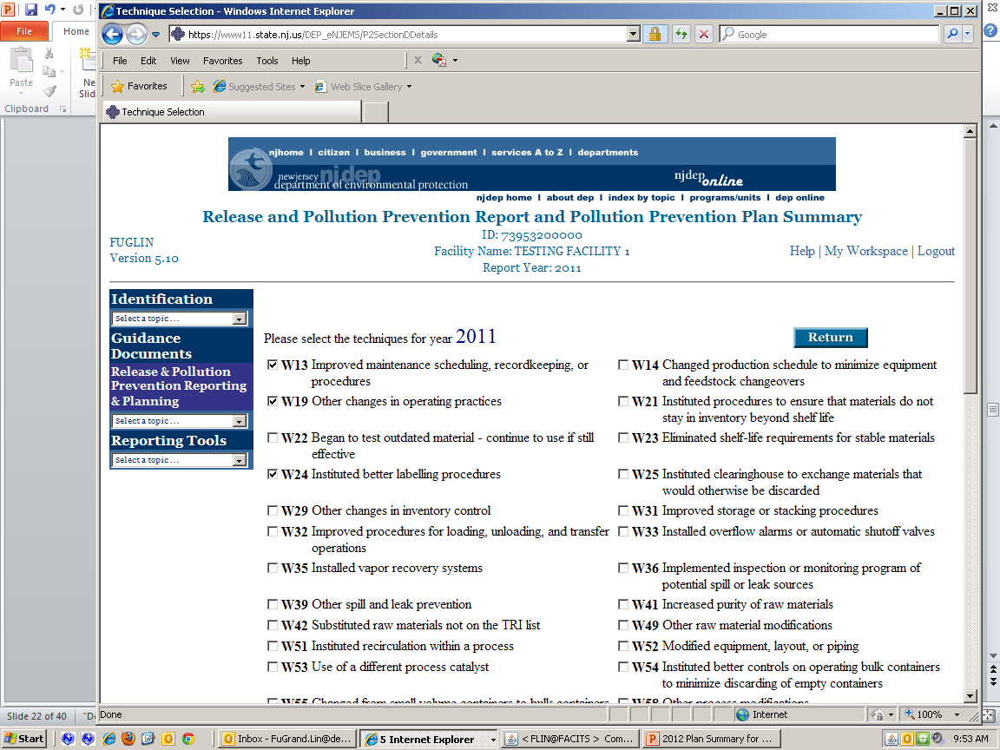 Technique Selection - Windows Internet Explorer
File
Home
https://www11.state.nj.us/DEP_eNJEMS/P2SectionDDetails
Google
Paste
Clipboard
File Edit View Favorites Tools Help
Favorites Suggested Sites Web Slice Gallery
Technique Selection
njhome | citizen | business | government | services A to Z | departments
newjersey njdep
department of environmental protection
njdep online
njdep home | about dep | index by topic | programs/units | dep online
Release and Pollution Prevention Report and Pollution Prevention Plan Summary
ID: 73953200000
FUGLIN
Version 5.10
Facility Name: TESTING FACILITY 1
Help | My Workspace | Logout
Report Year: 2011
Identification
Select a topic...
Guidance
Documents
Release & Pollution
Prevention Reporting
& Planning
Select a topic...
Reporting Tools
Select a topic...
Please select the techniques for year 2011
Return
W13 Improved maintenance scheduling, recordkeeping, or
procedures
W14 Changed production schedule to minimize equipment
and feedstock changeovers
W19 Other changes in operating practices
W21 Instituted procedures to ensure that materials do not
stay in inventory beyond shelf life
W22 Began to test outdated material - continue to use if still
effective
W23 Eliminated shelf-life requirements for stable materials
W24 Instituted better labelling procedures
W25 Instituted clearinghouse to exchange materials that
would otherwise be discarded
W29 Other changes in inventory control
W31 Improved storage or stacking procedures
W32 Improved procedures for loading, unloading, and transfer
operations
W33 Installed overflow alarms or automatic shutoff valves
W35 Installed vapor recovery systems
W36 Implemented inspection or monitoring program of
potential spill or leak sources
W39 Other spill and leak prevention
W41 Increased purity of raw materials
W42 Substituted raw materials not on the TRI list
W49 Other raw material modifications
W51 Instituted recirculation within a process
W52 Modified equipment, layout, or piping
W53 Use of a different process catalyst
W54 Instituted better controls on operating bulk containers
to minimize discarding of empty containers
W55 Changed from small volume containers to bulk containers
W58 Other process modifications
Done
Internet
100%
Slide 22 of 40
Start
Inbox - FuGrand.Lin@de...
5 Internet Explorer
< FLIN@FACITS > Com...
2012 Plan Summary for ...
9:53 AM